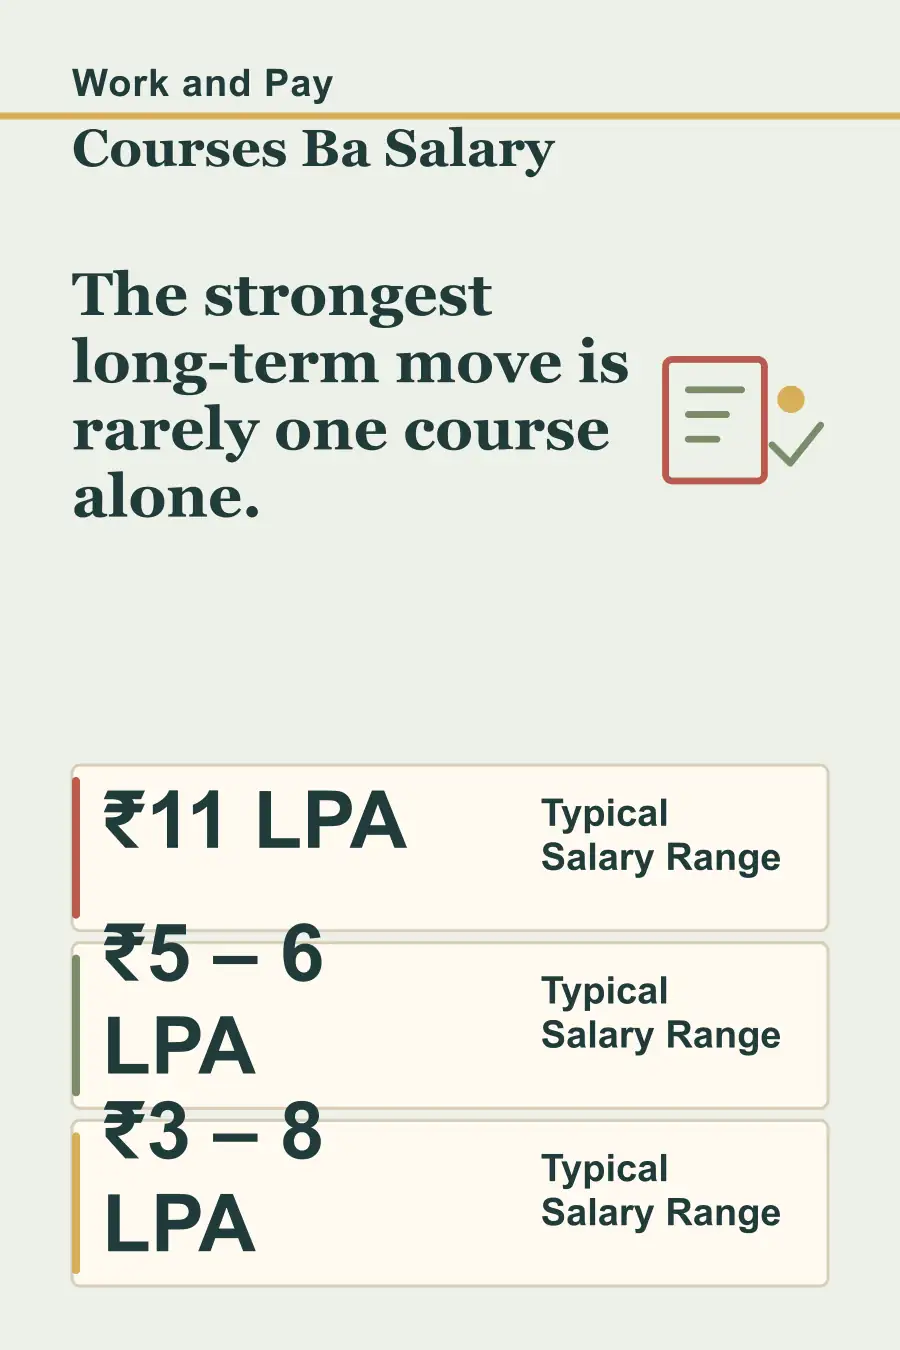 Work and Pay
Courses Ba Salary
The strongest
long-term move is
rarely one course
alone.
₹11 LPA
Typical
Salary Range
₹5 – 6
LPA
Typical
Salary Range
₹3 – 8
LPA
Typical
Salary Range